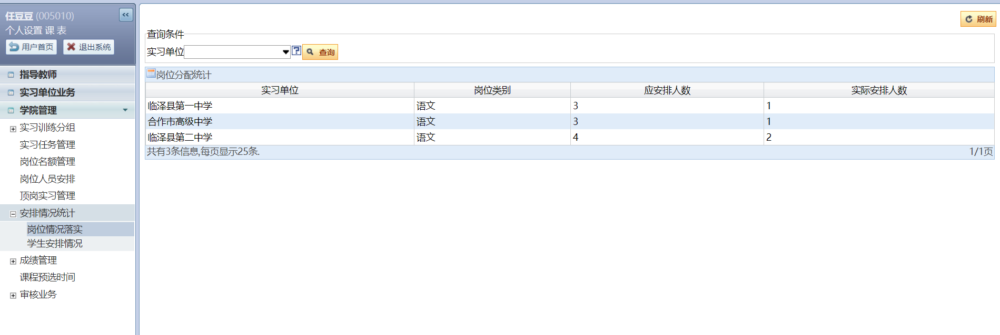 任豆豆 (005010)
个人设置 课 表
用户首页 退出系统
指导教师
实习单位业务
学院管理
实习训练分组
实习任务管理
岗位名额管理
岗位人员安排
顶岗实习管理
安排情况统计
岗位情况落实
学生安排情况
成绩管理
课程预选时间
审核业务
刷新
查询条件
实习单位 查询
岗位分配统计
实习单位 岗位类别 应安排人数 实际安排人数
临泽县第一中学 语文 3 1
合作市高级中学 语文 3 1
临泽县第二中学 语文 4 2
共有3条信息,每页显示25条. 1/1页